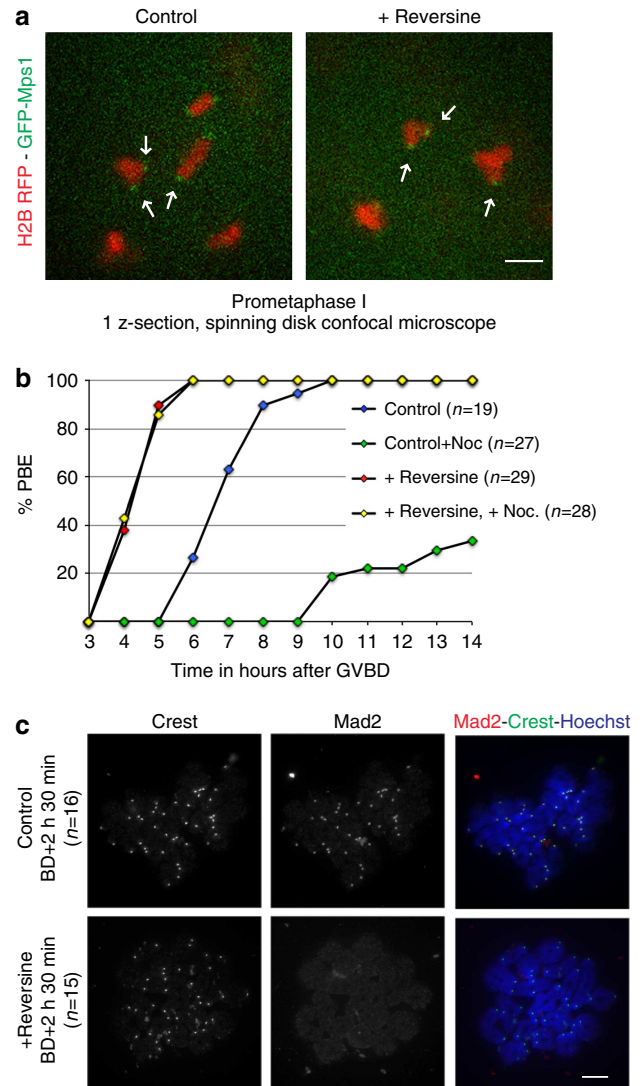 a
Control
+ Reversine
H2B RFP - GFP-Mps1
Prometaphase I
1 z-section, spinning disk confocal microscope
b
% PBE
100
80
60
40
20
3 4 5 6 7 8 9 10 11 12 13 14
Time in hours after GVBD
Control (n=19)
Control+Noc (n=27)
+ Reversine (n=29)
+ Reversine, + Noc. (n=28)
c
Crest
Mad2
Mad2-Crest-Hoechst
Control
BD+2 h 30 min
(n=16)
+Reversine
BD+2 h 30 min
(n=15)